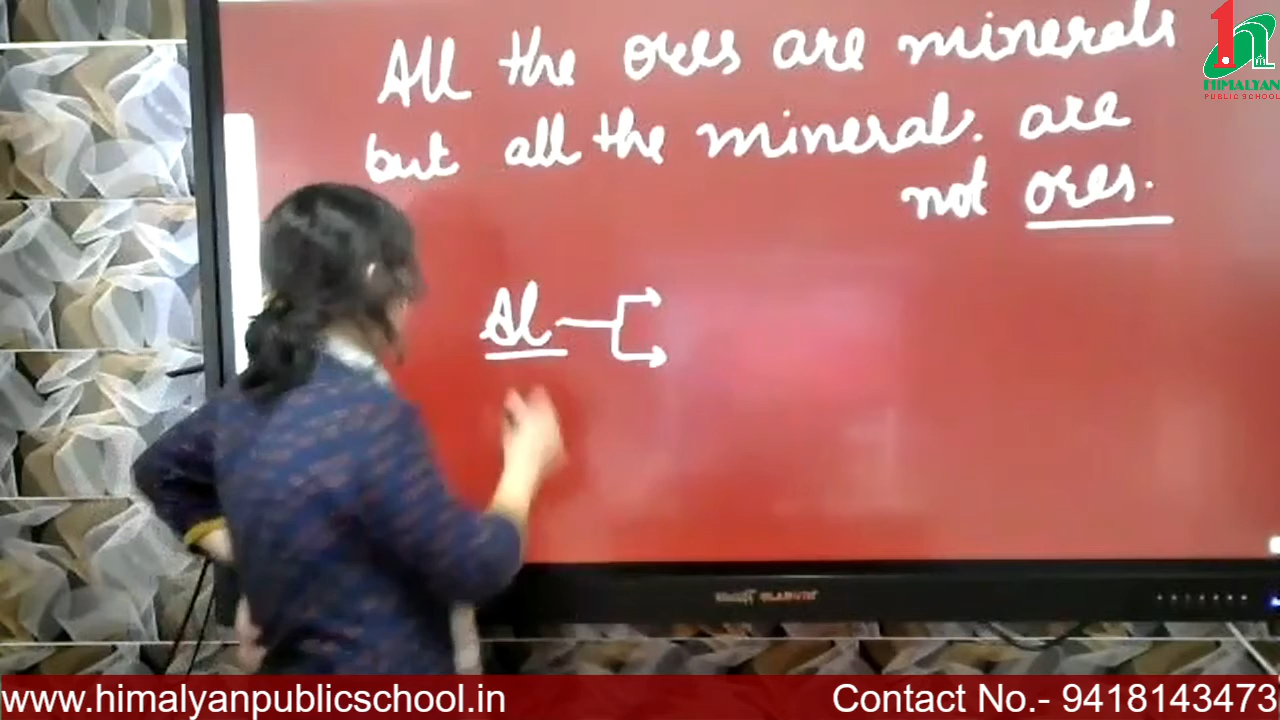 All the ores are minerals
but all the mineral. are
not ores.
Al
HIMALYAN
PUBLIC SCHOOL
www.himalyanpublicschool.in
Contact No.- 9418143473